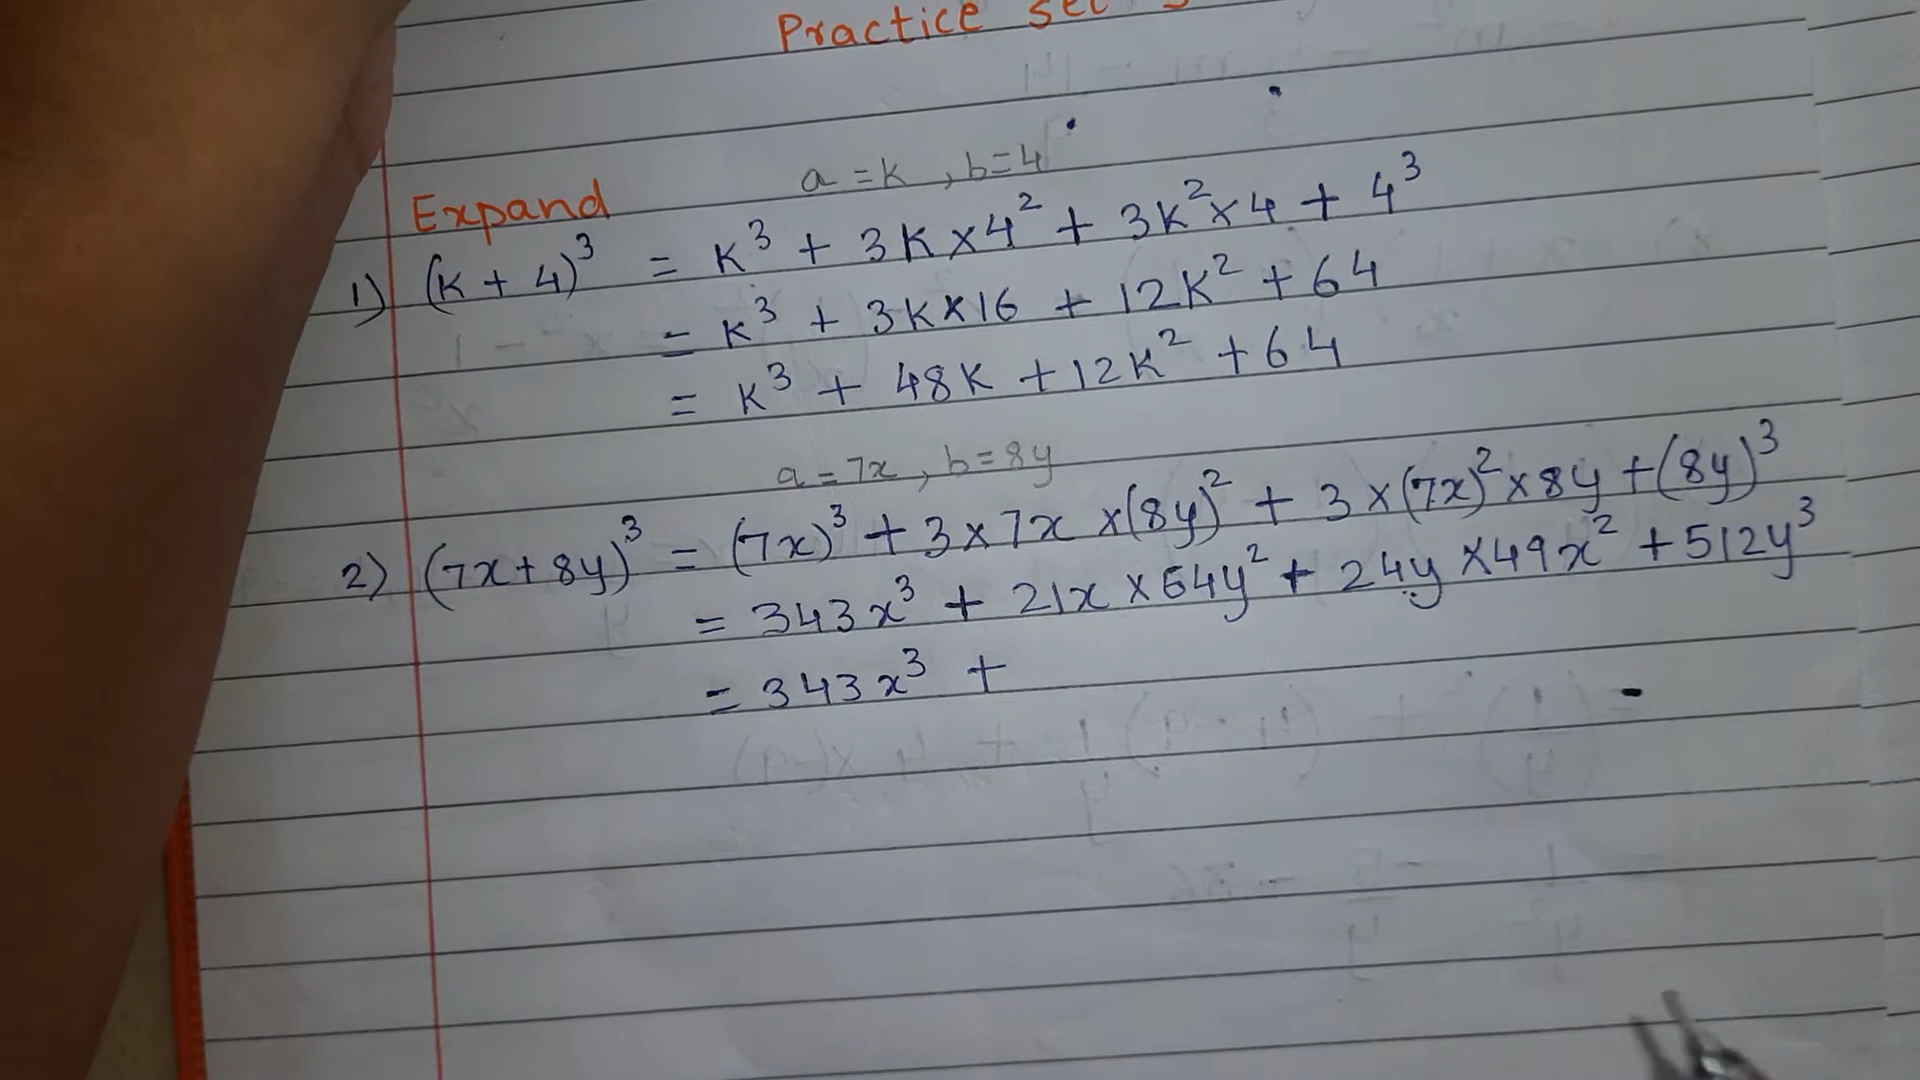 Practice set
a = k , b = 4
Expand
1) (k + 4)³ = k³ + 3k × 4² + 3k² × 4 + 4³
= k³ + 3k × 16 + 12k² + 64
= k³ + 48k + 12k² + 64
a = 7x , b = 8y
2) (7x + 8y)³ = (7x)³ + 3 × 7x × (8y)² + 3 × (7x)² × 8y + (8y)³
= 343x³ + 21x × 64y² + 24y × 49x² + 512y³
= 343x³ +